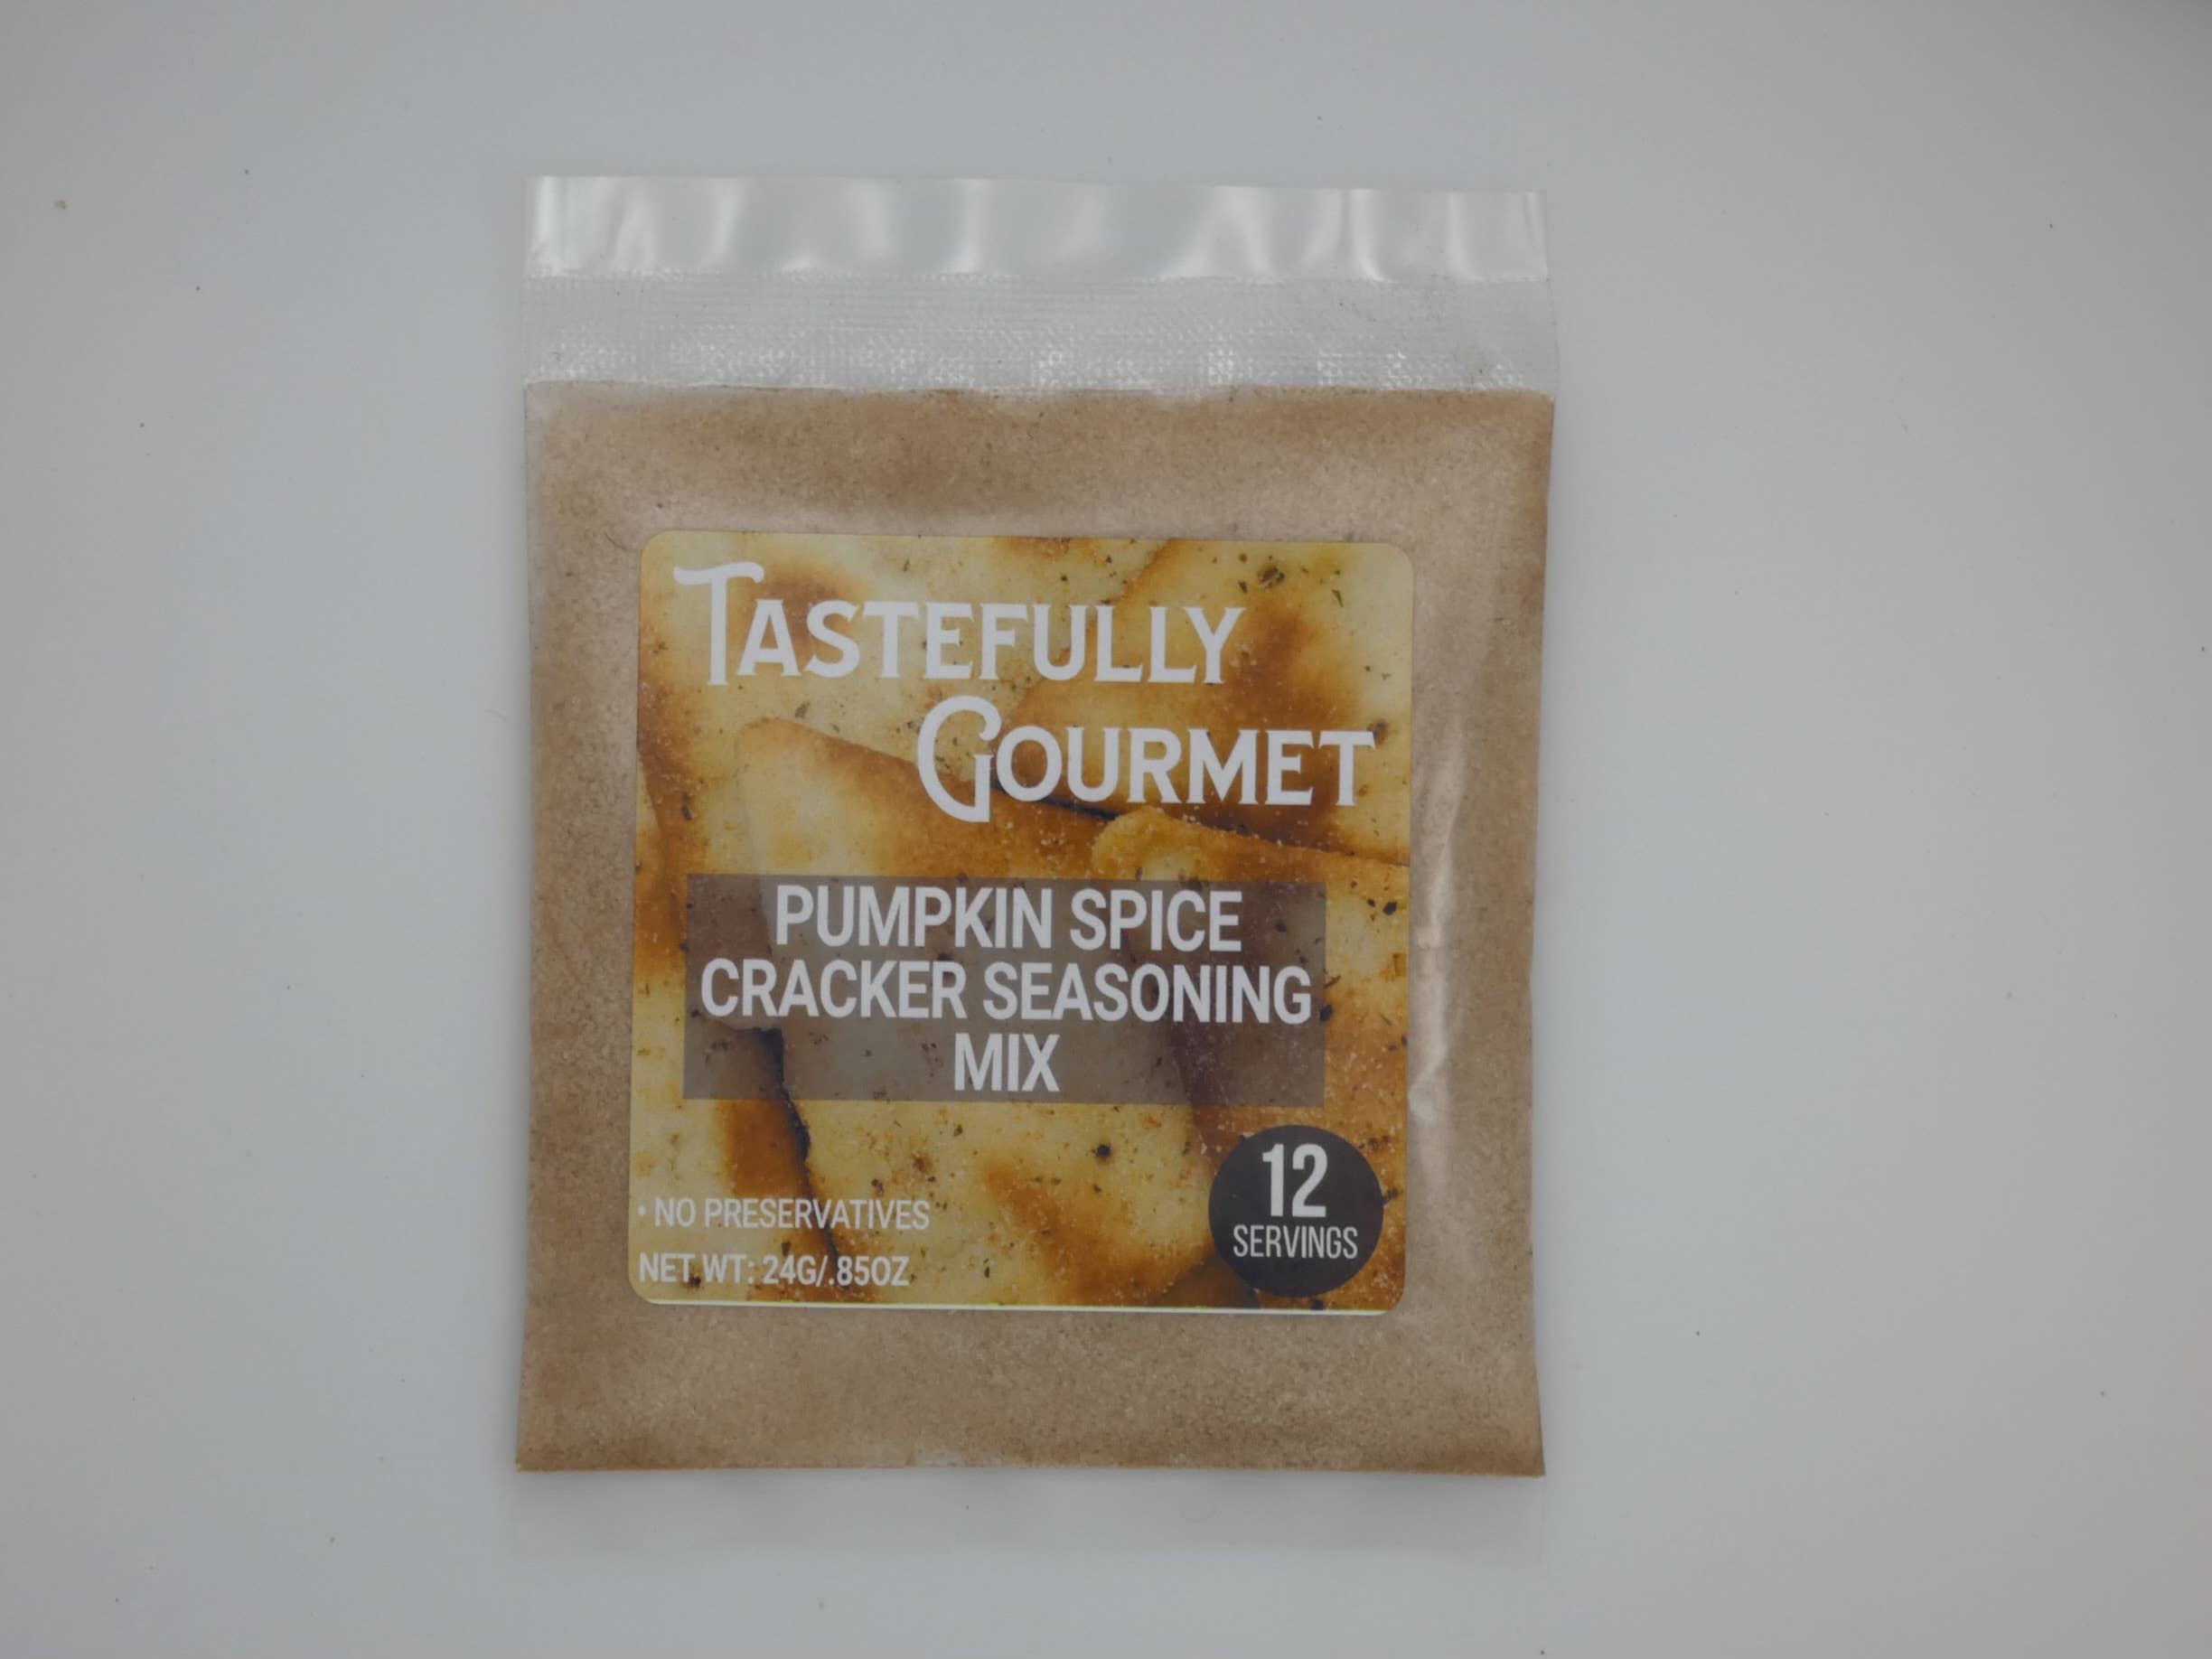 TASTEFULLY
GOURMET
PUMPKIN SPICE
CRACKER SEASONING
MIX
12
SERVINGS
• NO PRESERVATIVES
NET WT: 24G/.85OZ